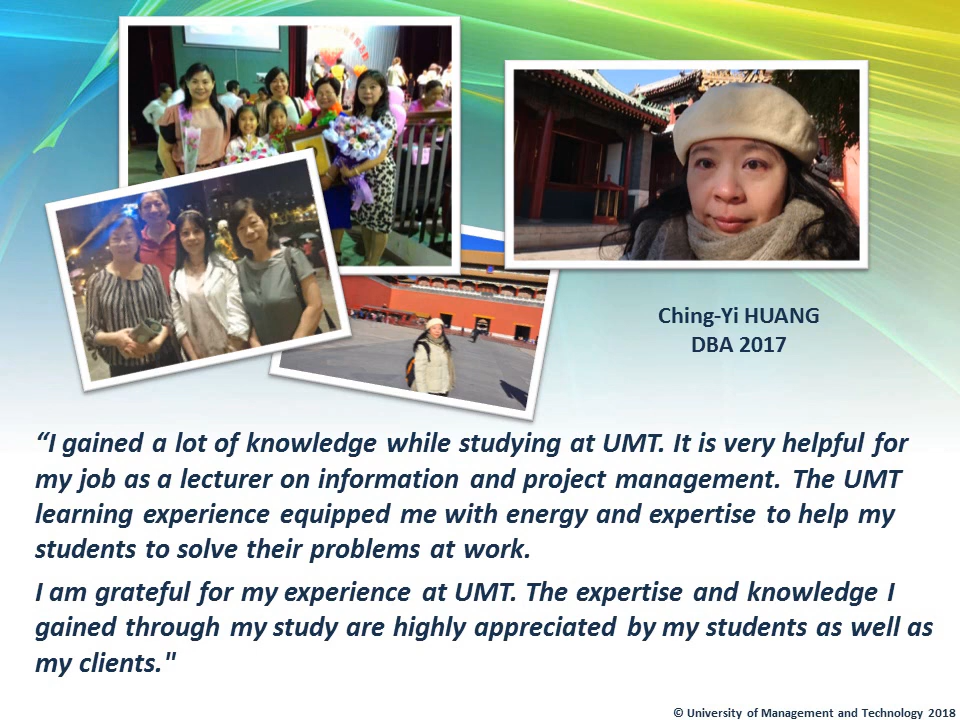 Ching-Yi HUANG
DBA 2017
“I gained a lot of knowledge while studying at UMT. It is very helpful for
my job as a lecturer on information and project management. The UMT
learning experience equipped me with energy and expertise to help my
students to solve their problems at work.
I am grateful for my experience at UMT. The expertise and knowledge I
gained through my study are highly appreciated by my students as well as
my clients."
© University of Management and Technology 2018